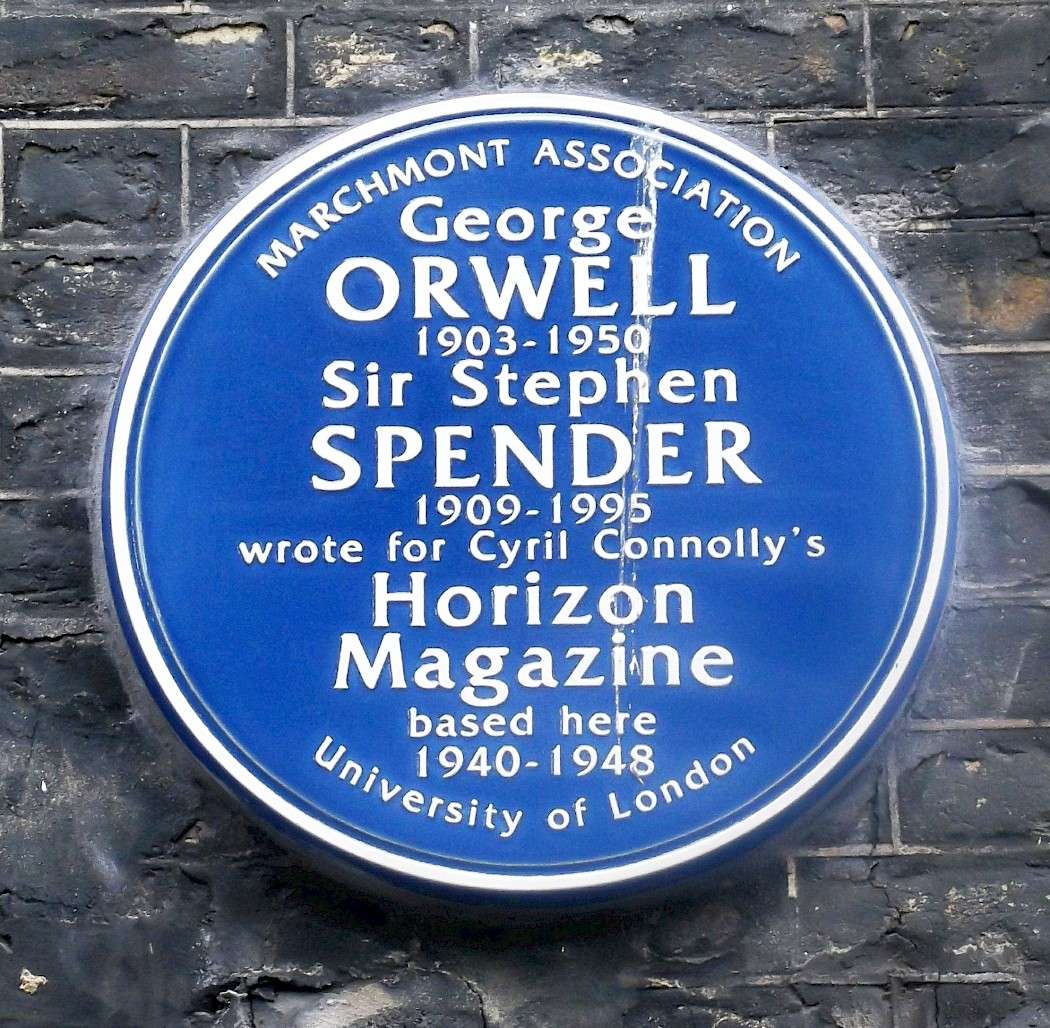 MARCHMONT ASSOCIATION
George
ORWELL
1903-1950
Sir Stephen
SPENDER
1909-1995
wrote for Cyril Connolly's
Horizon
Magazine
based here
1940-1948
University of London